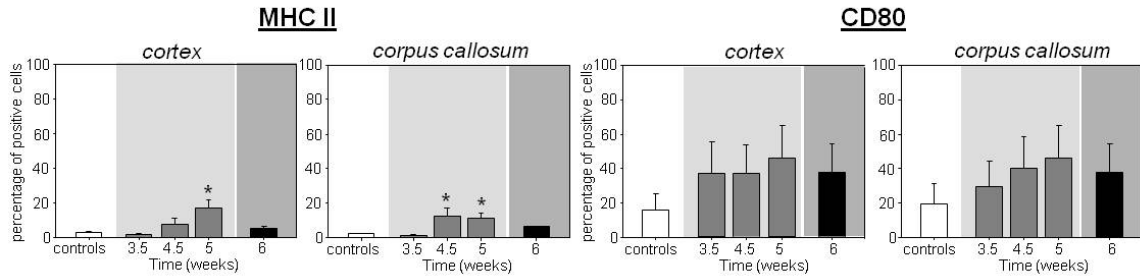 MHC II
CD80
cortex
corpus callosum
cortex
corpus callosum
percentage of positive cells
100
80
60
40
20
0
controls
3.5
4.5
5
6
Time (weeks)
*
100
80
60
40
20
0
controls
3.5
4.5
5
6
Time (weeks)
*
*
percentage of positive cells
100
80
60
40
20
0
controls
3.5
4.5
5
6
Time (weeks)
100
80
60
40
20
0
controls
3.5
4.5
5
6
Time (weeks)